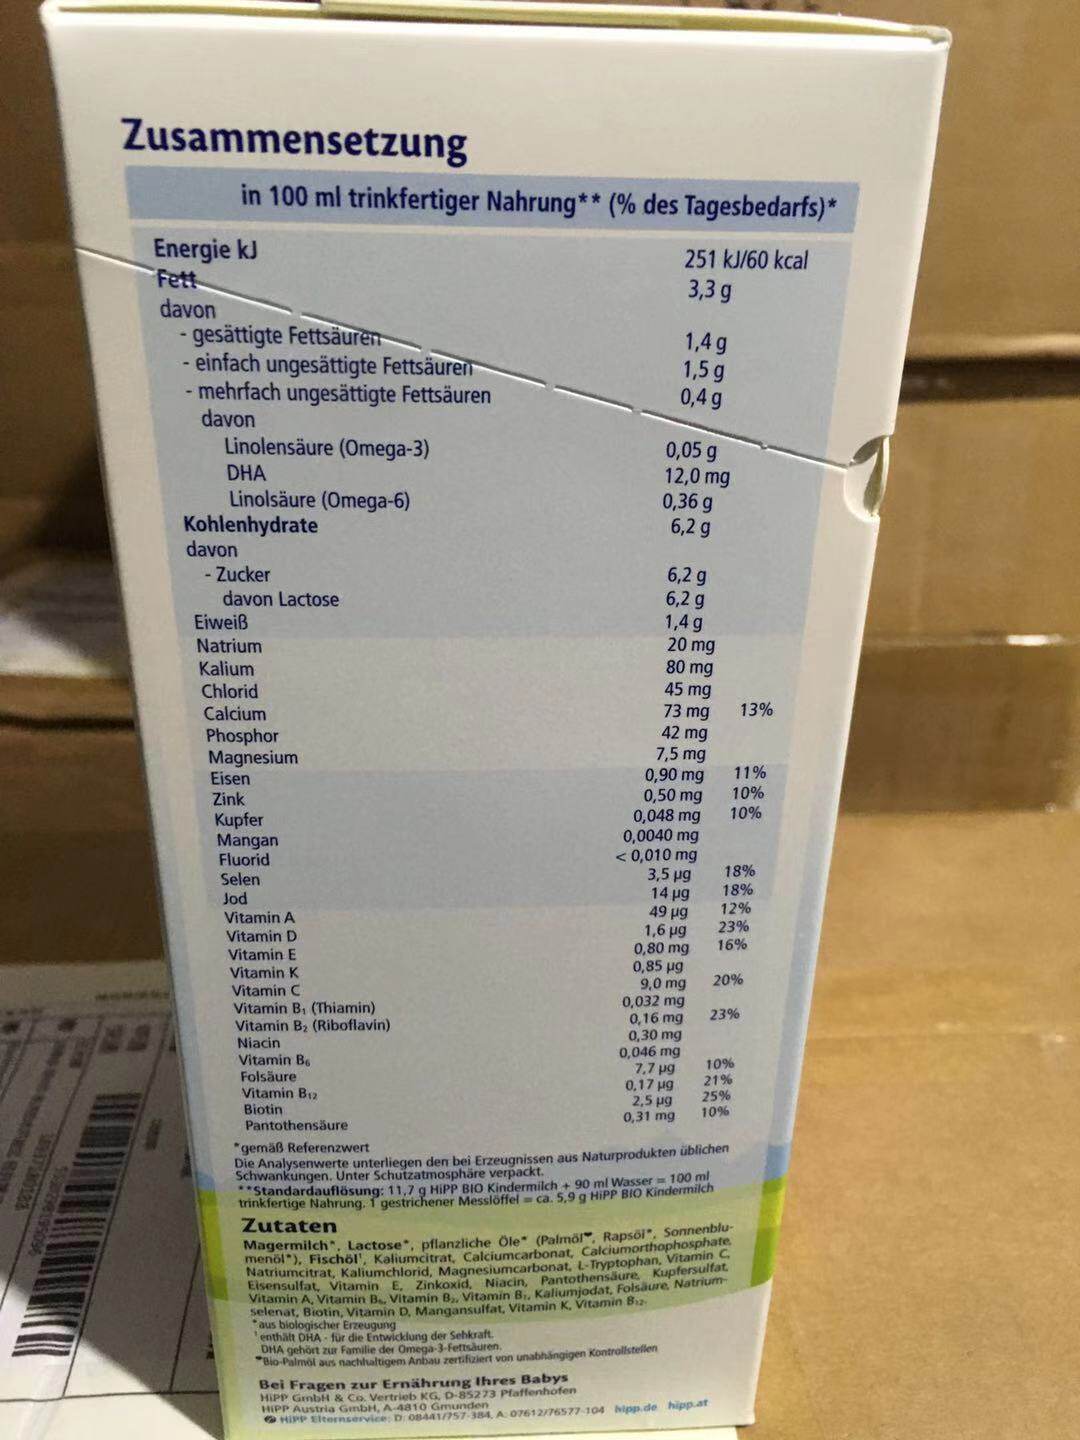 Zusammensetzung
in 100 ml trinkfertiger Nahrung** (% des Tagesbedarfs)*
Energie kJ 251 kJ/60 kcal
Fett 3,3 g
davon
- gesättigte Fettsäuren 1,4 g
- einfach ungesättigte Fettsäuren 1,5 g
- mehrfach ungesättigte Fettsäuren 0,4 g
davon
Linolensäure (Omega-3) 0,05 g
DHA 12,0 mg
Linolsäure (Omega-6) 0,36 g
Kohlenhydrate 6,2 g
davon
- Zucker 6,2 g
davon Lactose 6,2 g
Eiweiß 1,4 g
Natrium 20 mg
Kalium 80 mg
Chlorid 45 mg
Calcium 73 mg 13%
Phosphor 42 mg
Magnesium 7,5 mg
Eisen 0,90 mg 11%
Zink 0,50 mg 10%
Kupfer 0,048 mg 10%
Mangan 0,0040 mg
Fluorid < 0,010 mg
Selen 3,5 µg 18%
Jod 14 µg 18%
Vitamin A 49 µg 12%
Vitamin D 1,6 µg 23%
Vitamin E 0,80 mg 16%
Vitamin K 0,85 µg
Vitamin C 9,0 mg 20%
Vitamin B₁ (Thiamin) 0,032 mg
Vitamin B₂ (Riboflavin) 0,16 mg 23%
Niacin 0,30 mg
Vitamin B₆ 0,046 mg
Folsäure 7,7 µg 10%
Vitamin B₁₂ 0,17 µg 21%
Biotin 2,5 µg 25%
Pantothensäure 0,31 mg 10%
*gemäß Referenzwert
Die Analysenwerte unterliegen den bei Erzeugnissen aus Naturprodukten üblichen
Schwankungen. Unter Schutzatmosphäre verpackt.
**Standardauflösung: 11,7 g HiPP BIO Kindermilch + 90 ml Wasser = 100 ml
trinkfertige Nahrung. 1 gestrichener Messlöffel = ca. 5,9 g HiPP BIO Kindermilch
Zutaten
Magermilch*, Lactose*, pflanzliche Öle* (Palmöl, Rapsöl*, Sonnenblu-
menöl*), Fischöl¹, Kaliumcitrat, Calciumcarbonat, Calciumorthophosphate,
Natriumcitrat, Kaliumchlorid, Magnesiumcarbonat, L-Tryptophan, Vitamin C,
Eisensulfat, Vitamin E, Zinkoxid, Niacin, Pantothensäure, Kupfersulfat,
Vitamin A, Vitamin B₆, Vitamin B₂, Vitamin B₁, Kaliumjodat, Folsäure, Natrium-
selenat, Biotin, Vitamin D, Mangansulfat, Vitamin K, Vitamin B₁₂.
*aus biologischer Erzeugung
¹enthält DHA - für die Entwicklung der Sehkraft.
DHA gehört zur Familie der Omega-3-Fettsäuren.
Bio-Palmöl aus nachhaltigem Anbau zertifiziert von unabhängigen Kontrollstellen
Bei Fragen zur Ernährung Ihres Babys
HiPP GmbH & Co. Vertrieb KG, D-85273 Pfaffenhofen
HiPP Austria GmbH, A-4810 Gmunden
HiPP Elternservice: D: 08441/757-384, A: 07612/76577-104 hipp.de hipp.at